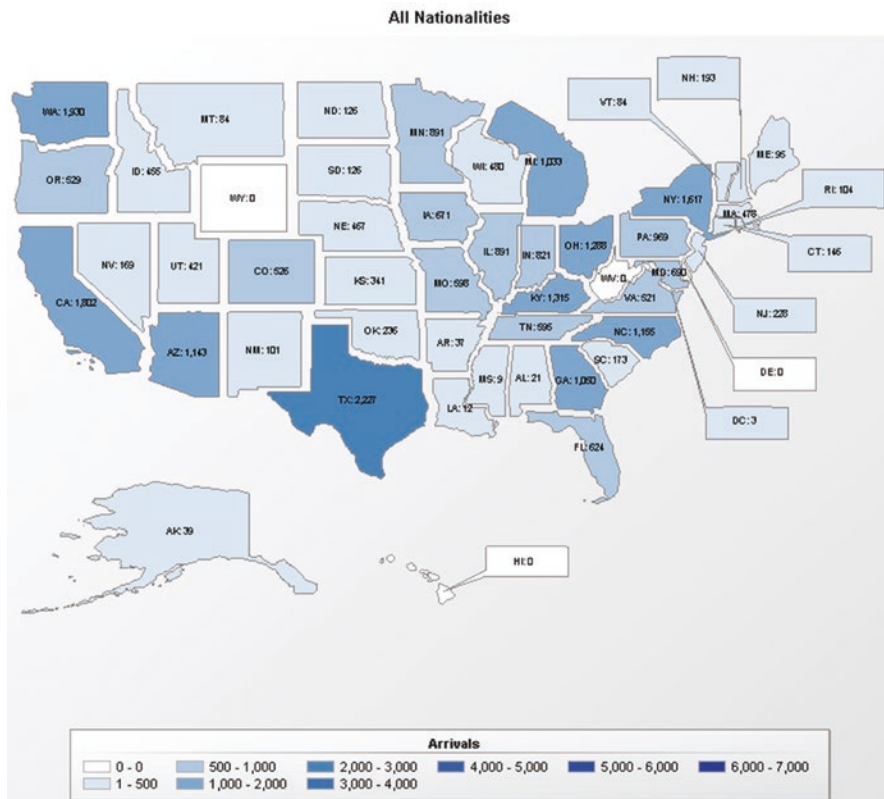 All Nationalities
NH: 193
VT: 84
WA: 1,930
MT: 84
ND: 126
MN: 891
ME: 95
OR: 529
ID: 455
SD: 126
WI: 480
MI: 1,033
RI: 104
WY: 0
NY: 1,617
MA: 478
NE: 467
IA: 671
PA: 969
CT: 146
NV: 169
UT: 421
CO: 526
IL: 891
IN: 821
OH: 1,288
MD: 690
CA: 1,802
KS: 341
MO: 598
WV: 0
VA: 521
KY: 1,315
NJ: 228
AZ: 1,143
NM: 101
OK: 236
TN: 595
NC: 1,155
AR: 37
SC: 173
DE: 0
MS: 9
AL: 21
GA: 1,060
TX: 2,227
LA: 12
DC: 3
FL: 624
AK: 39
HI: 0
Arrivals
0 - 0
500 - 1,000
2,000 - 3,000
4,000 - 5,000
5,000 - 6,000
6,000 - 7,000
1 - 500
1,000 - 2,000
3,000 - 4,000